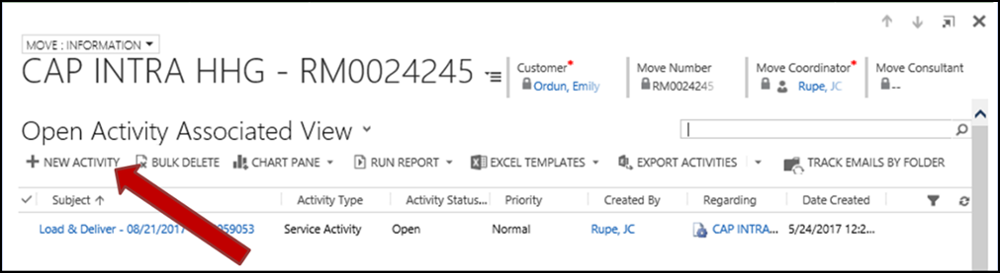 MOVE : INFORMATION
CAP INTRA HHG - RM0024245
Customer* Move Number Move Coordinator* Move Consultant
Ordun, Emily RM0024245 Rupe, JC --
Open Activity Associated View
NEW ACTIVITY BULK DELETE CHART PANE RUN REPORT EXCEL TEMPLATES EXPORT ACTIVITIES TRACK EMAILS BY FOLDER
Subject Activity Type Activity Status... Priority Created By Regarding Date Created
Load & Deliver - 08/21/2017 059053 Service Activity Open Normal Rupe, JC CAP INTRA... 5/24/2017 12:2...